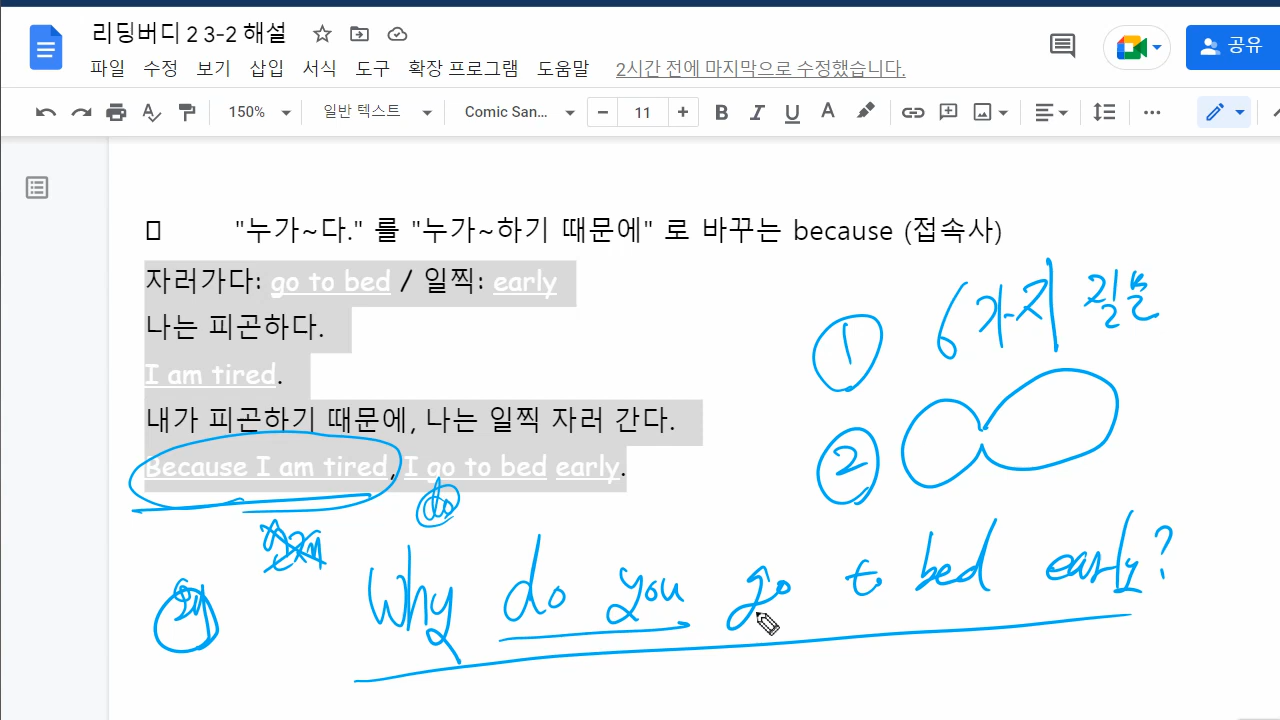 리딩버디 2 3-2 해설
공유
파일 수정 보기 삽입 서식 도구 확장 프로그램 도움말 2시간 전에 마지막으로 수정했습니다.
150% 일반 텍스트 Comic San... 11 B I U A
"누가~다." 를 "누가~하기 때문에" 로 바꾸는 because (접속사)
자러가다: go to bed / 일찍: early
나는 피곤하다.
I am tired.
내가 피곤하기 때문에, 나는 일찍 자러 간다.
Because I am tired, I go to bed early.
① 6가지 질문
②
do
Why do you go to bed early?